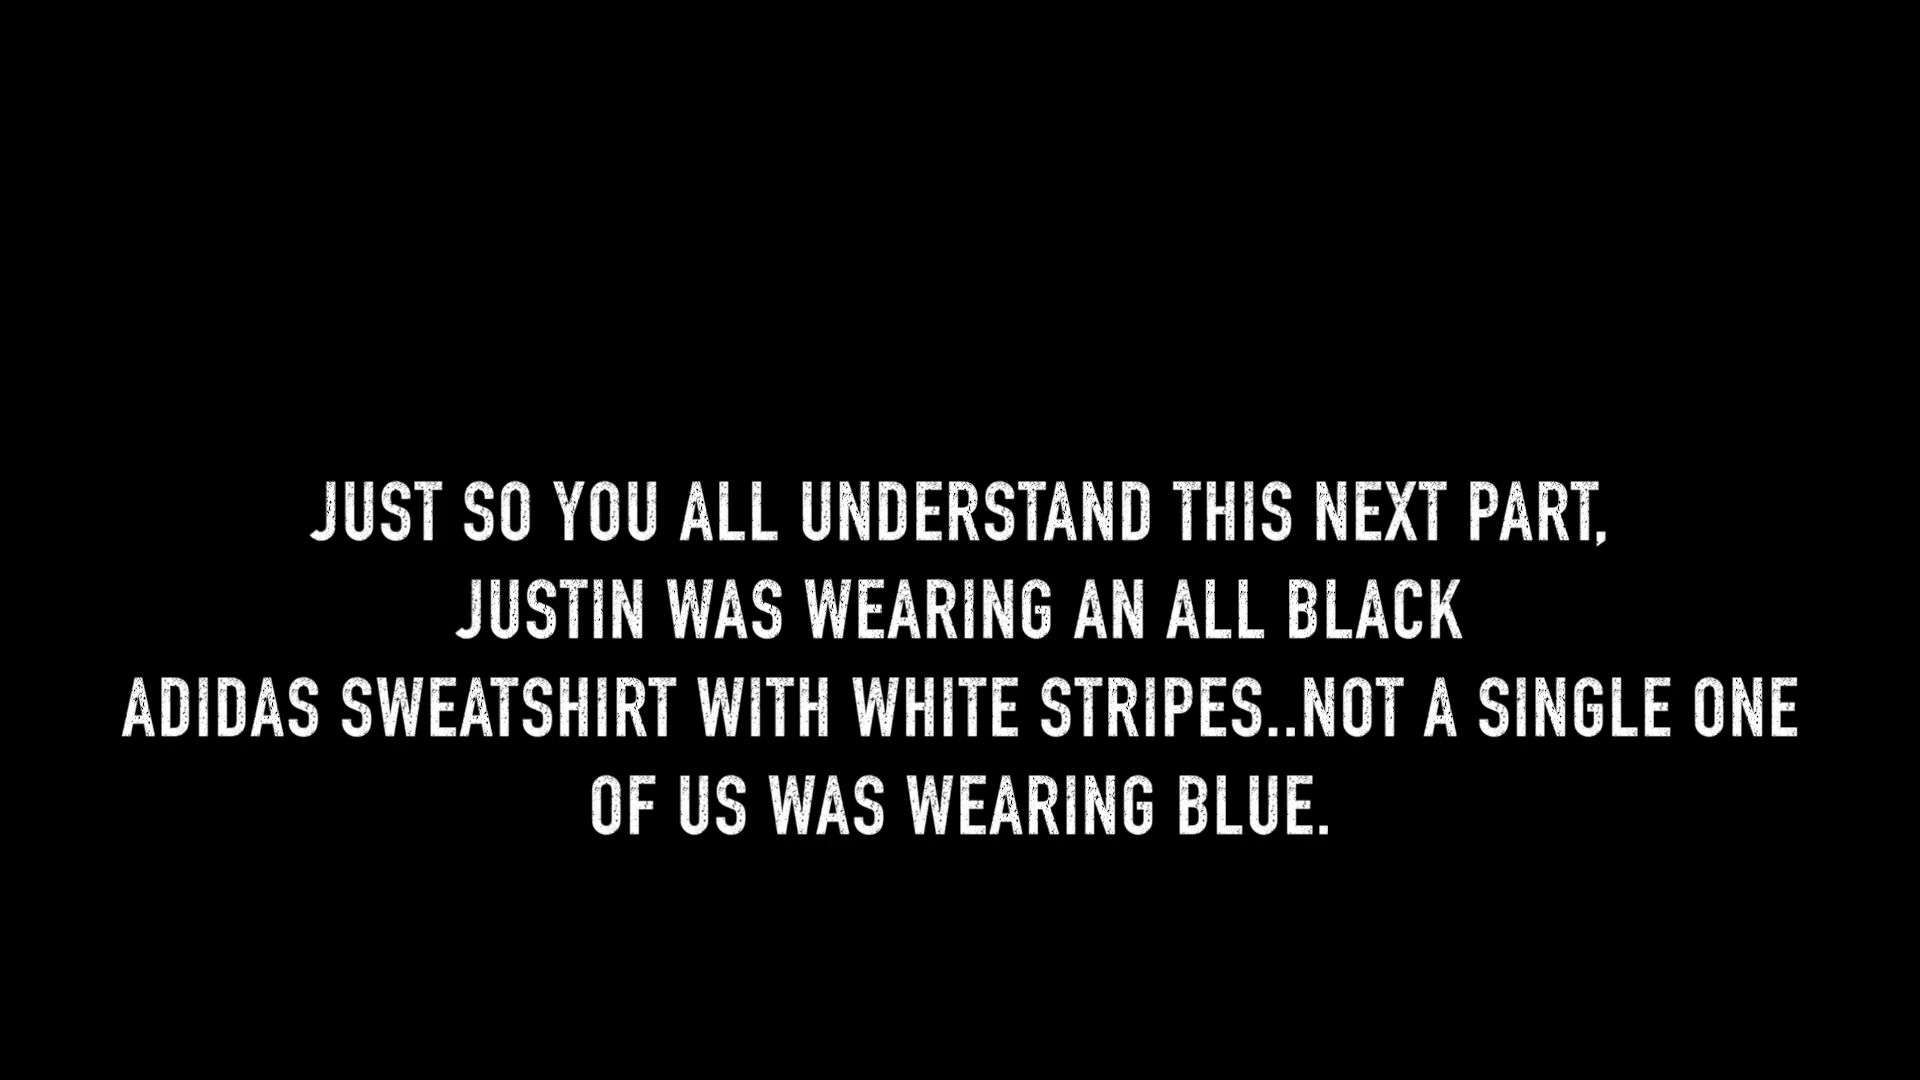 JUST SO YOU ALL UNDERSTAND THIS NEXT PART,
JUSTIN WAS WEARING AN ALL BLACK
ADIDAS SWEATSHIRT WITH WHITE STRIPES..NOT A SINGLE ONE
OF US WAS WEARING BLUE.